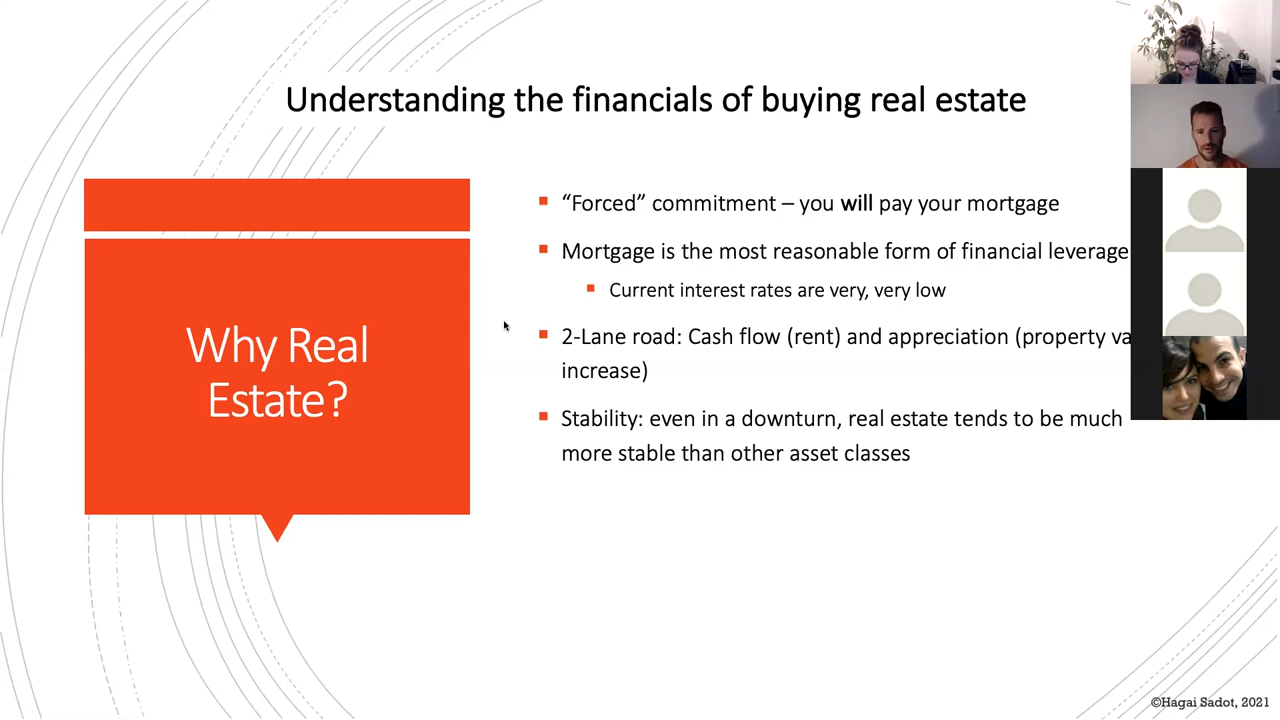 Understanding the financials of buying real estate
Why Real
Estate?
“Forced” commitment – you will pay your mortgage
Mortgage is the most reasonable form of financial leverage
Current interest rates are very, very low
2-Lane road: Cash flow (rent) and appreciation (property va
increase)
Stability: even in a downturn, real estate tends to be much
more stable than other asset classes
©Hagai Sadot, 2021